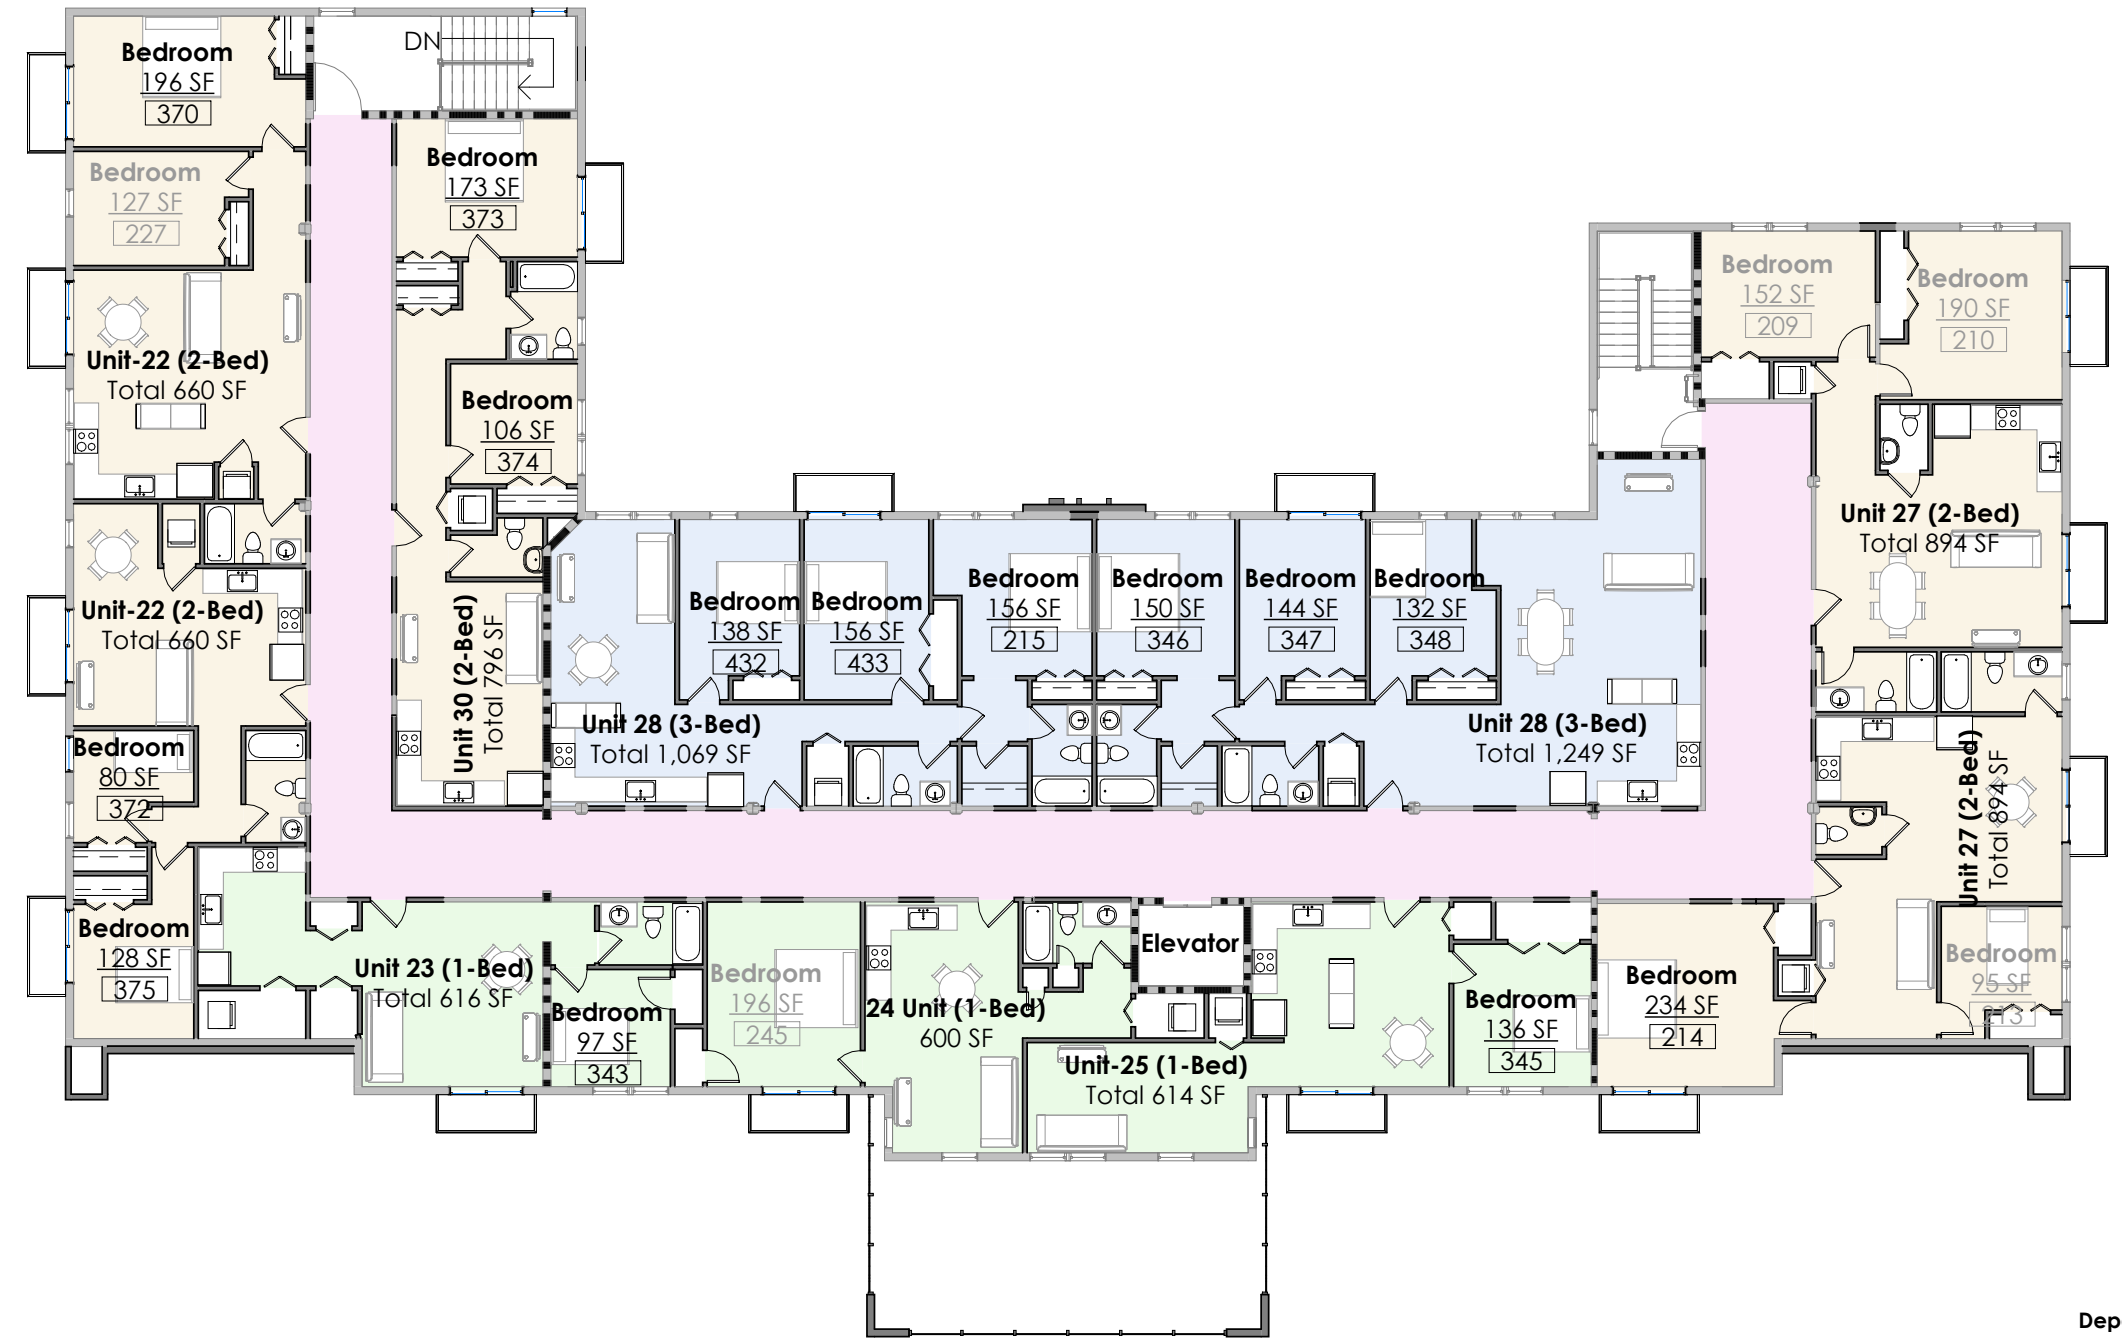 DN
Bedroom
196 SF
370
Bedroom
127 SF
227
Bedroom
173 SF
373
Bedroom
152 SF
209
Bedroom
190 SF
210
Unit-22 (2-Bed)
Total 660 SF
Bedroom
106 SF
374
Unit 27 (2-Bed)
Total 894 SF
Unit-22 (2-Bed)
Total 660 SF
Unit 30 (2-Bed)
Total 796 SF
Bedroom
138 SF
432
Bedroom
156 SF
433
Bedroom
156 SF
215
Bedroom
150 SF
346
Bedroom
144 SF
347
Bedroom
132 SF
348
Unit 28 (3-Bed)
Total 1,069 SF
Unit 28 (3-Bed)
Total 1,249 SF
Bedroom
80 SF
372
Unit 27 (2-Bed)
Total 894 SF
Bedroom
128 SF
375
Unit 23 (1-Bed)
Total 616 SF
Bedroom
97 SF
343
Bedroom
196 SF
245
24 Unit (1-Bed)
600 SF
Elevator
Unit-25 (1-Bed)
Total 614 SF
Bedroom
136 SF
345
Bedroom
234 SF
214
Bedroom
95 SF
213
Dep